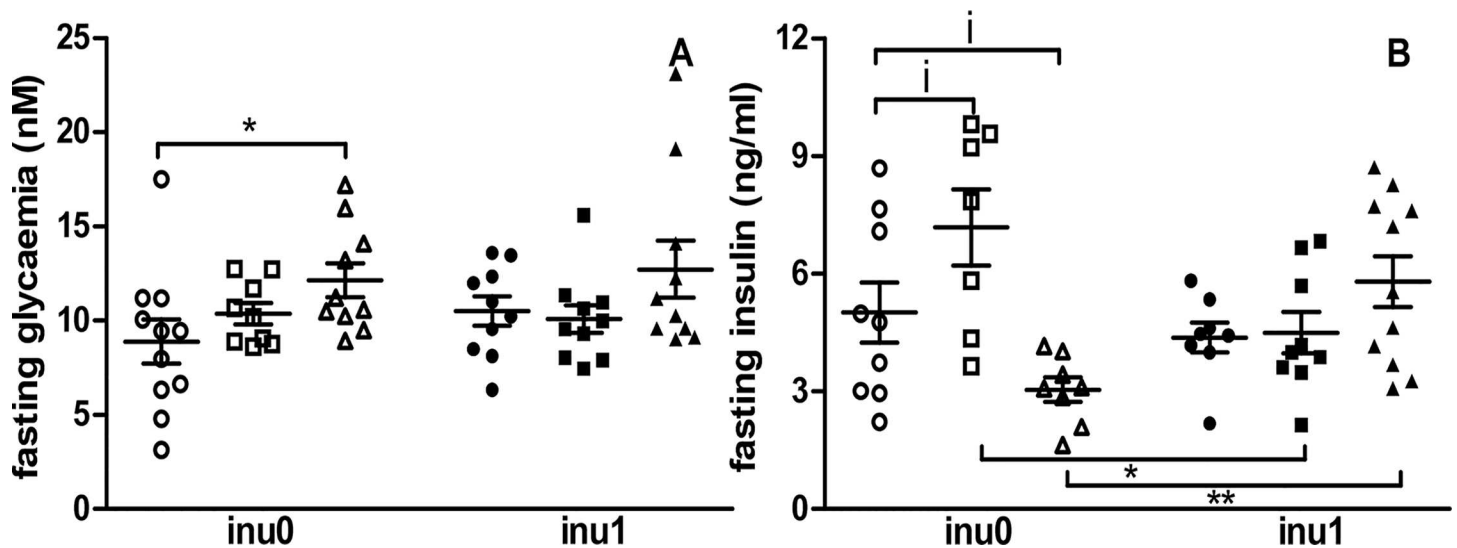 A
fasting glycaemia (nM)
25
20
15
10
5
0
*
inu0
inu1
B
fasting insulin (ng/ml)
12
9
6
3
0
i
i
*
**
inu0
inu1